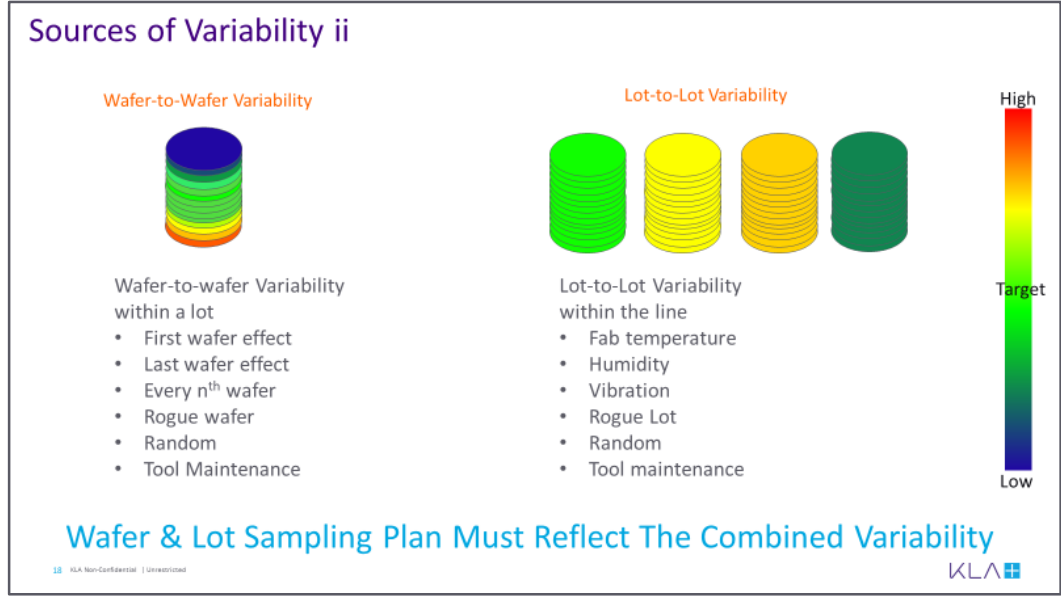 Sources of Variability ii
Wafer-to-Wafer Variability
Lot-to-Lot Variability
High
Wafer-to-wafer Variability
within a lot
• First wafer effect
• Last wafer effect
• Every nth wafer
• Rogue wafer
• Random
• Tool Maintenance
Lot-to-Lot Variability
within the line
• Fab temperature
• Humidity
• Vibration
• Rogue Lot
• Random
• Tool maintenance
Target
Low
Wafer & Lot Sampling Plan Must Reflect The Combined Variability
18 KLA Non-Confidential | Unrestricted
KLA